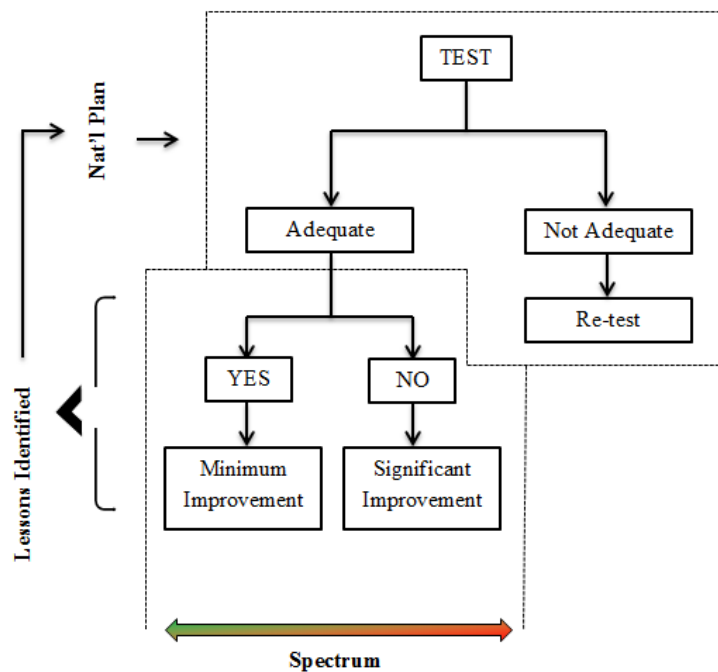 TEST
Nat'l Plan
Adequate
Not Adequate
Re-test
YES
NO
Lessons Identified
Minimum
Improvement
Significant
Improvement
Spectrum